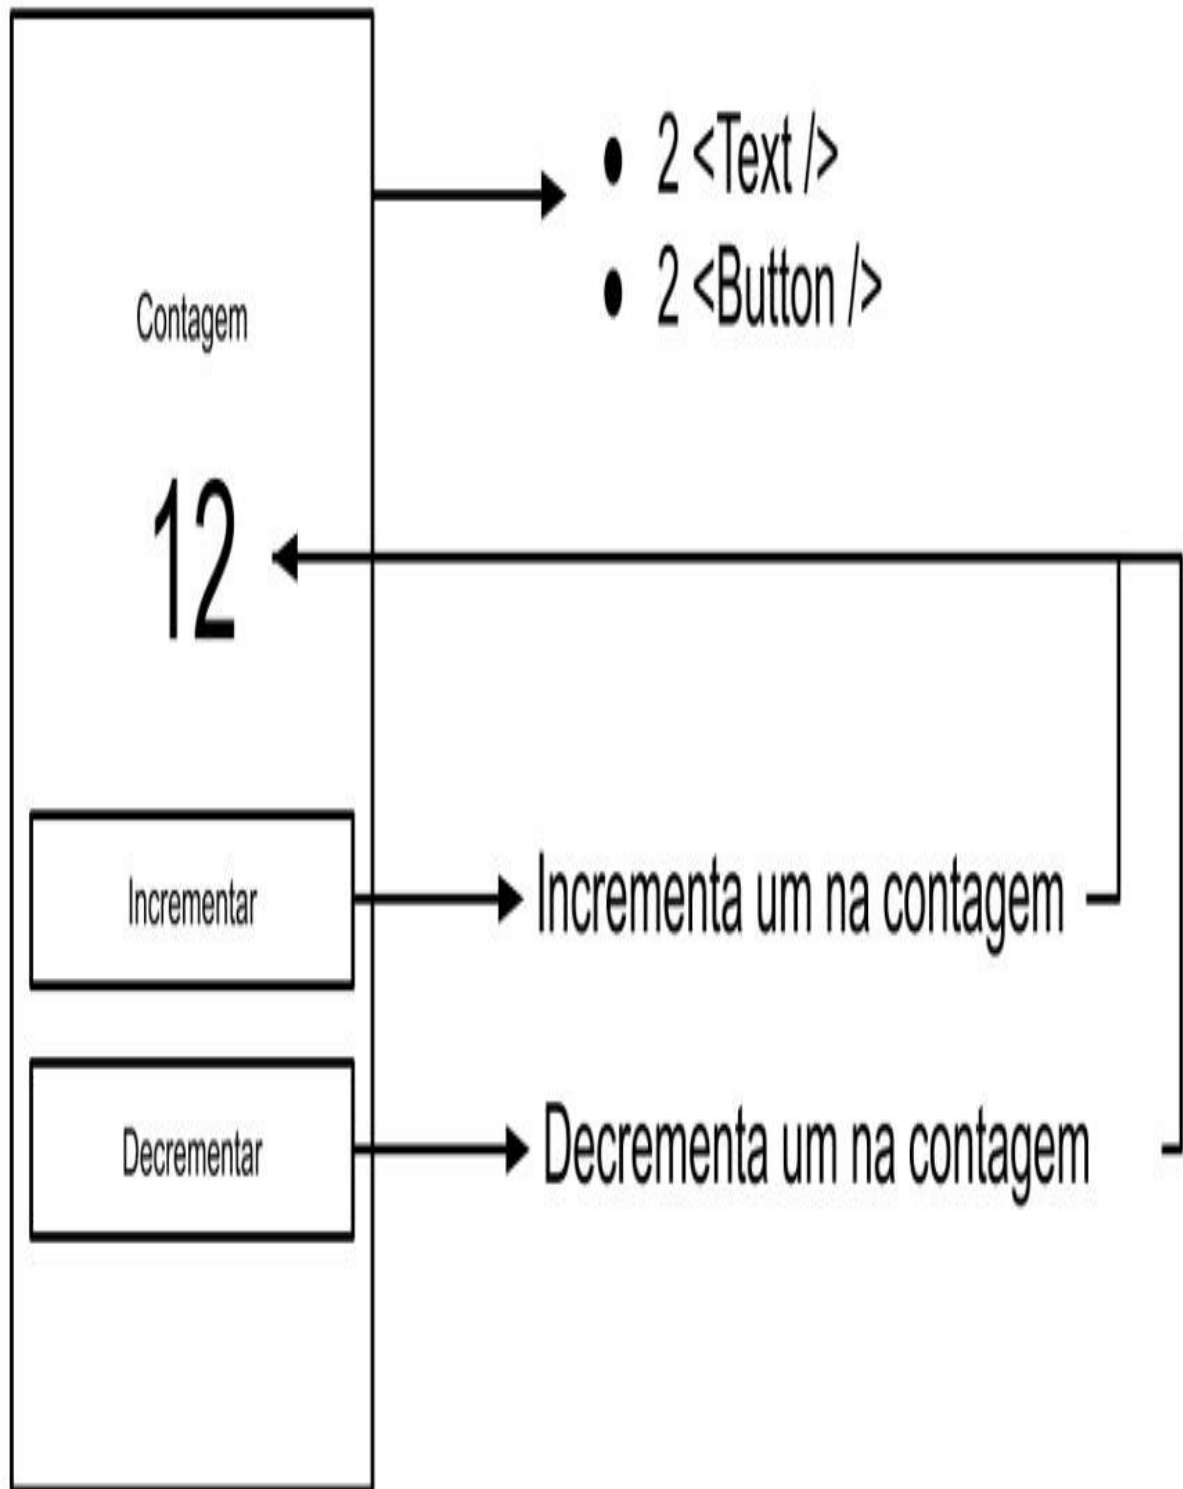 • 2 <Text />
• 2 <Button />
Contagem
12
Incrementar
Incrementa um na contagem
Decrementar
Decrementa um na contagem